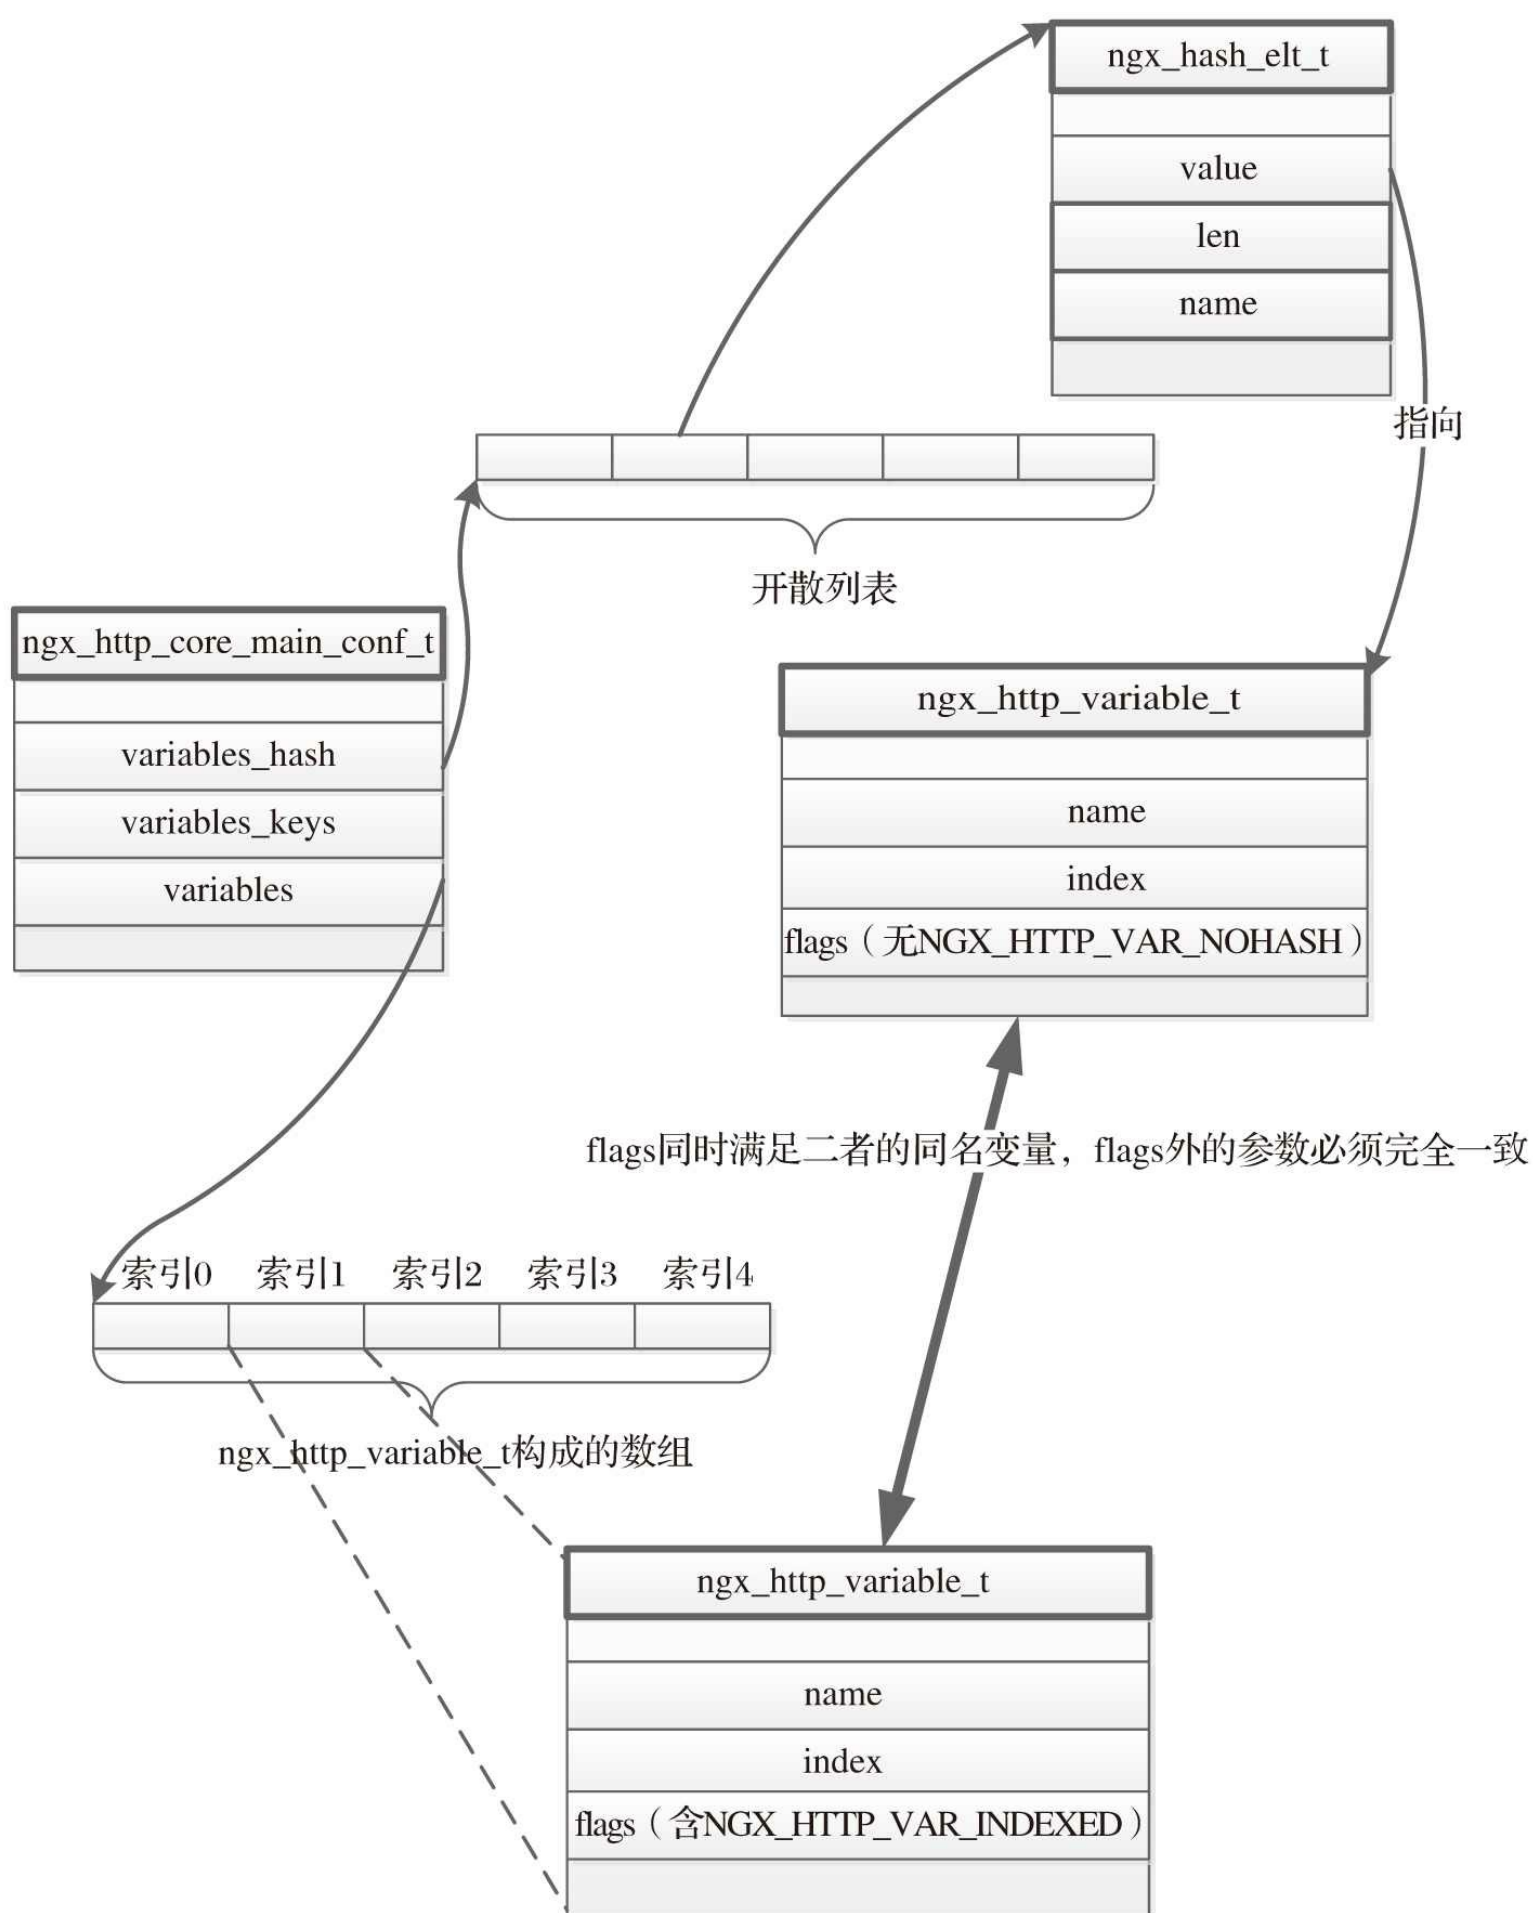 ngx_hash_elt_t
value
len
name
指向
开散列表
ngx_http_core_main_conf_t
variables_hash
variables_keys
variables
ngx_http_variable_t
name
index
flags（无NGX_HTTP_VAR_NOHASH）
flags同时满足二者的同名变量，flags外的参数必须完全一致
索引0 索引1 索引2 索引3 索引4
ngx_http_variable_t构成的数组
ngx_http_variable_t
name
index
flags（含NGX_HTTP_VAR_INDEXED）